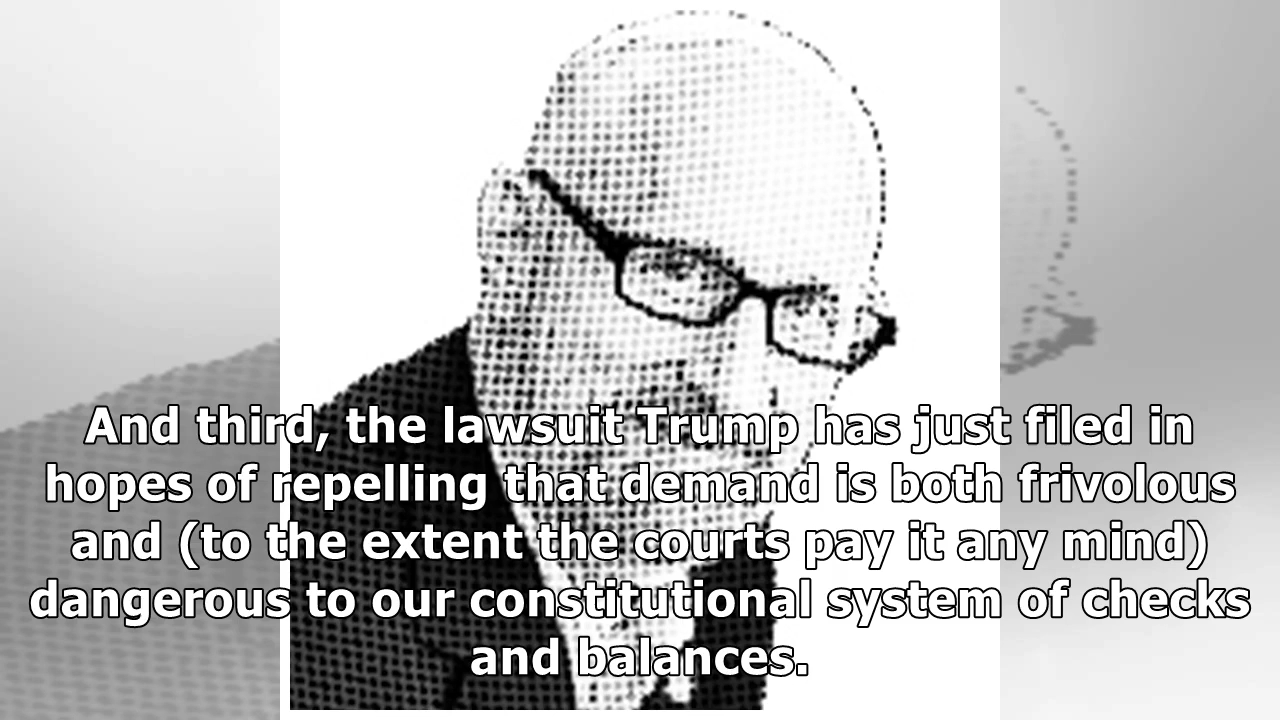 And third, the lawsuit Trump has just filed in
hopes of repelling that demand is both frivolous
and (to the extent the courts pay it any mind)
dangerous to our constitutional system of checks
and balances.